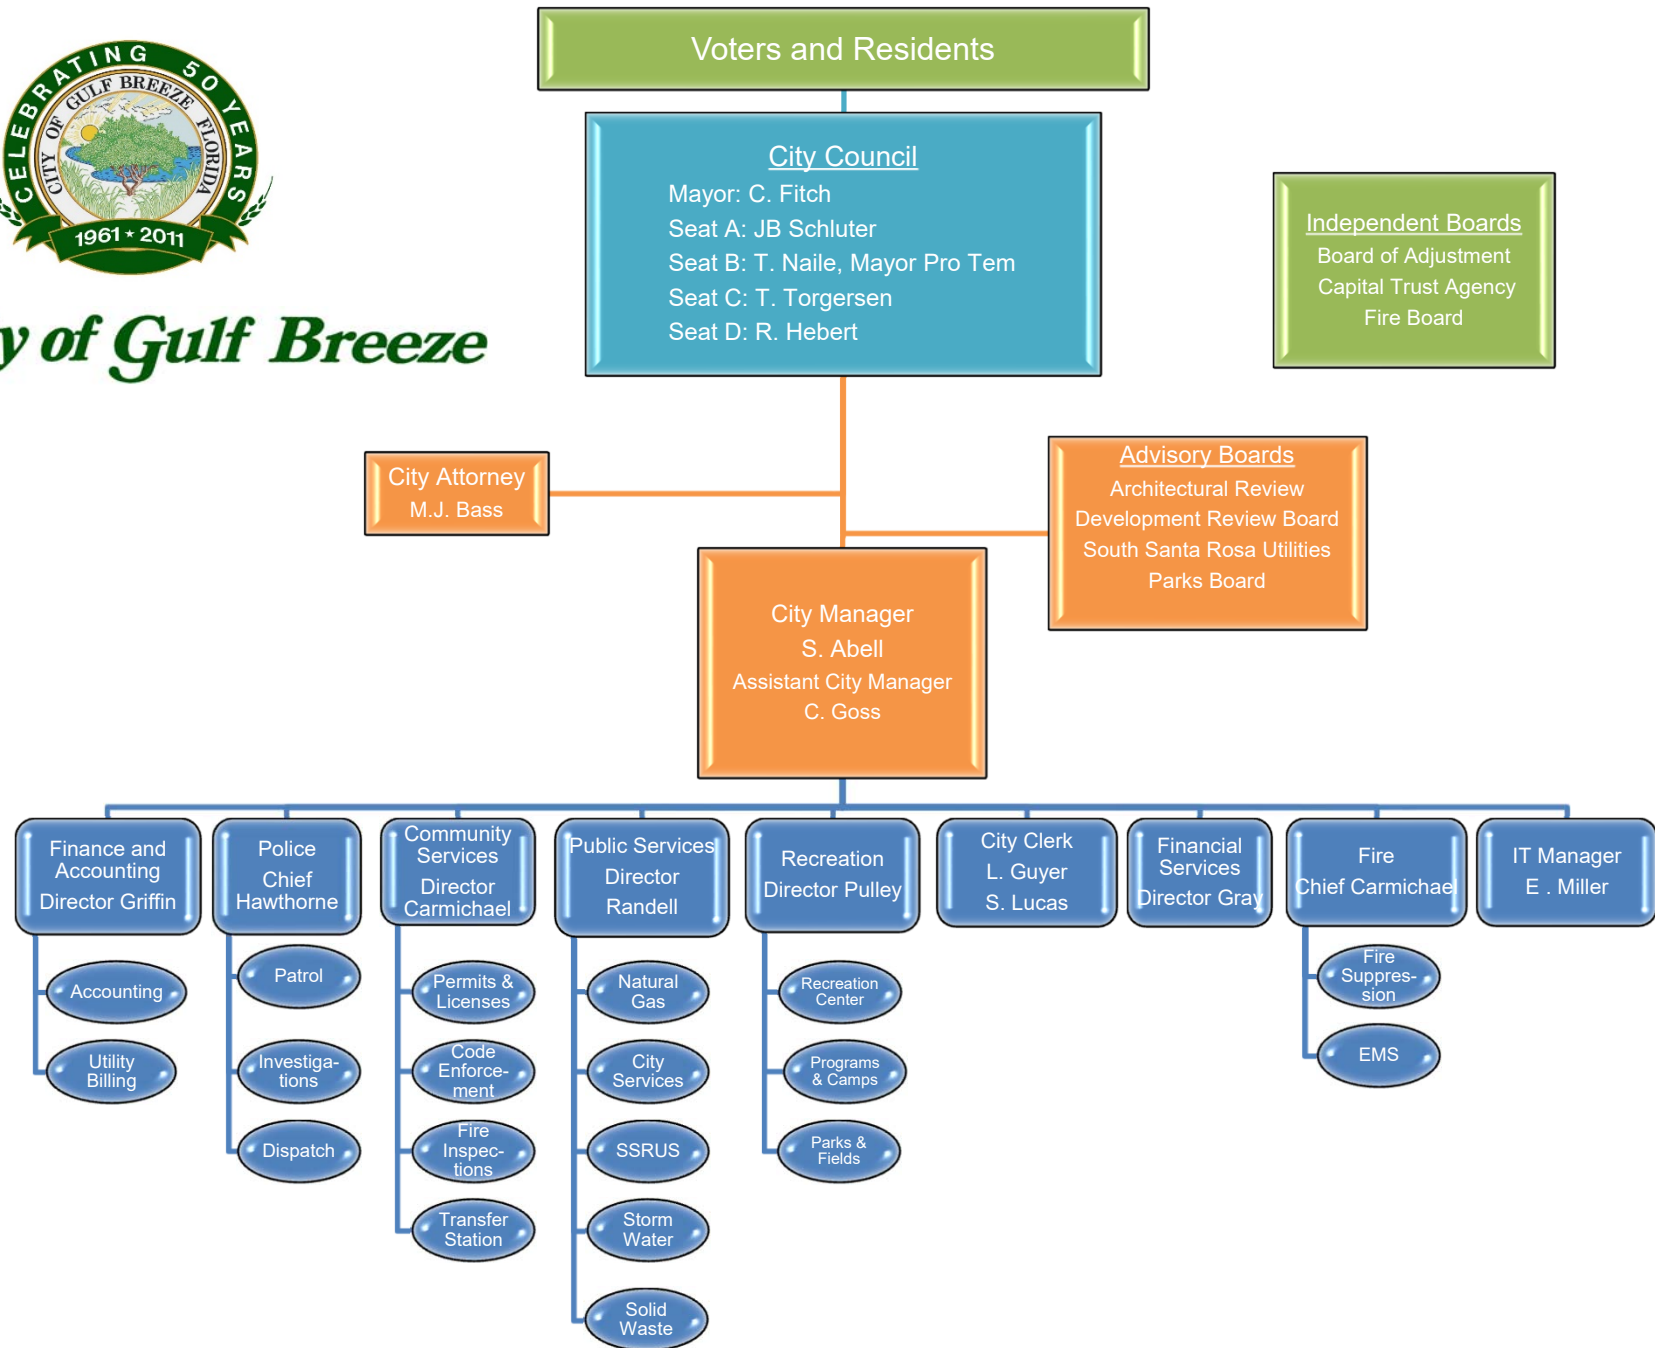 Voters and Residents
CELEBRATING 50 YEARS
CITY OF GULF BREEZE FLORIDA
1961 ★ 2011
y of Gulf Breeze
City Council
Mayor: C. Fitch
Seat A: JB Schluter
Seat B: T. Naile, Mayor Pro Tem
Seat C: T. Torgersen
Seat D: R. Hebert
Independent Boards
Board of Adjustment
Capital Trust Agency
Fire Board
City Attorney
M.J. Bass
Advisory Boards
Architectural Review
Development Review Board
South Santa Rosa Utilities
Parks Board
City Manager
S. Abell
Assistant City Manager
C. Goss
Finance and
Accounting
Director Griffin
Accounting
Utility
Billing
Police
Chief
Hawthorne
Patrol
Investiga-
tions
Dispatch
Community
Services
Director
Carmichael
Permits &
Licenses
Code
Enforce-
ment
Fire
Inspec-
tions
Transfer
Station
Public Services
Director
Randell
Natural
Gas
City
Services
SSRUS
Storm
Water
Solid
Waste
Recreation
Director Pulley
Recreation
Center
Programs
& Camps
Parks &
Fields
City Clerk
L. Guyer
S. Lucas
Financial
Services
Director Gray
Fire
Chief Carmichael
Fire
Suppres-
sion
EMS
IT Manager
E . Miller